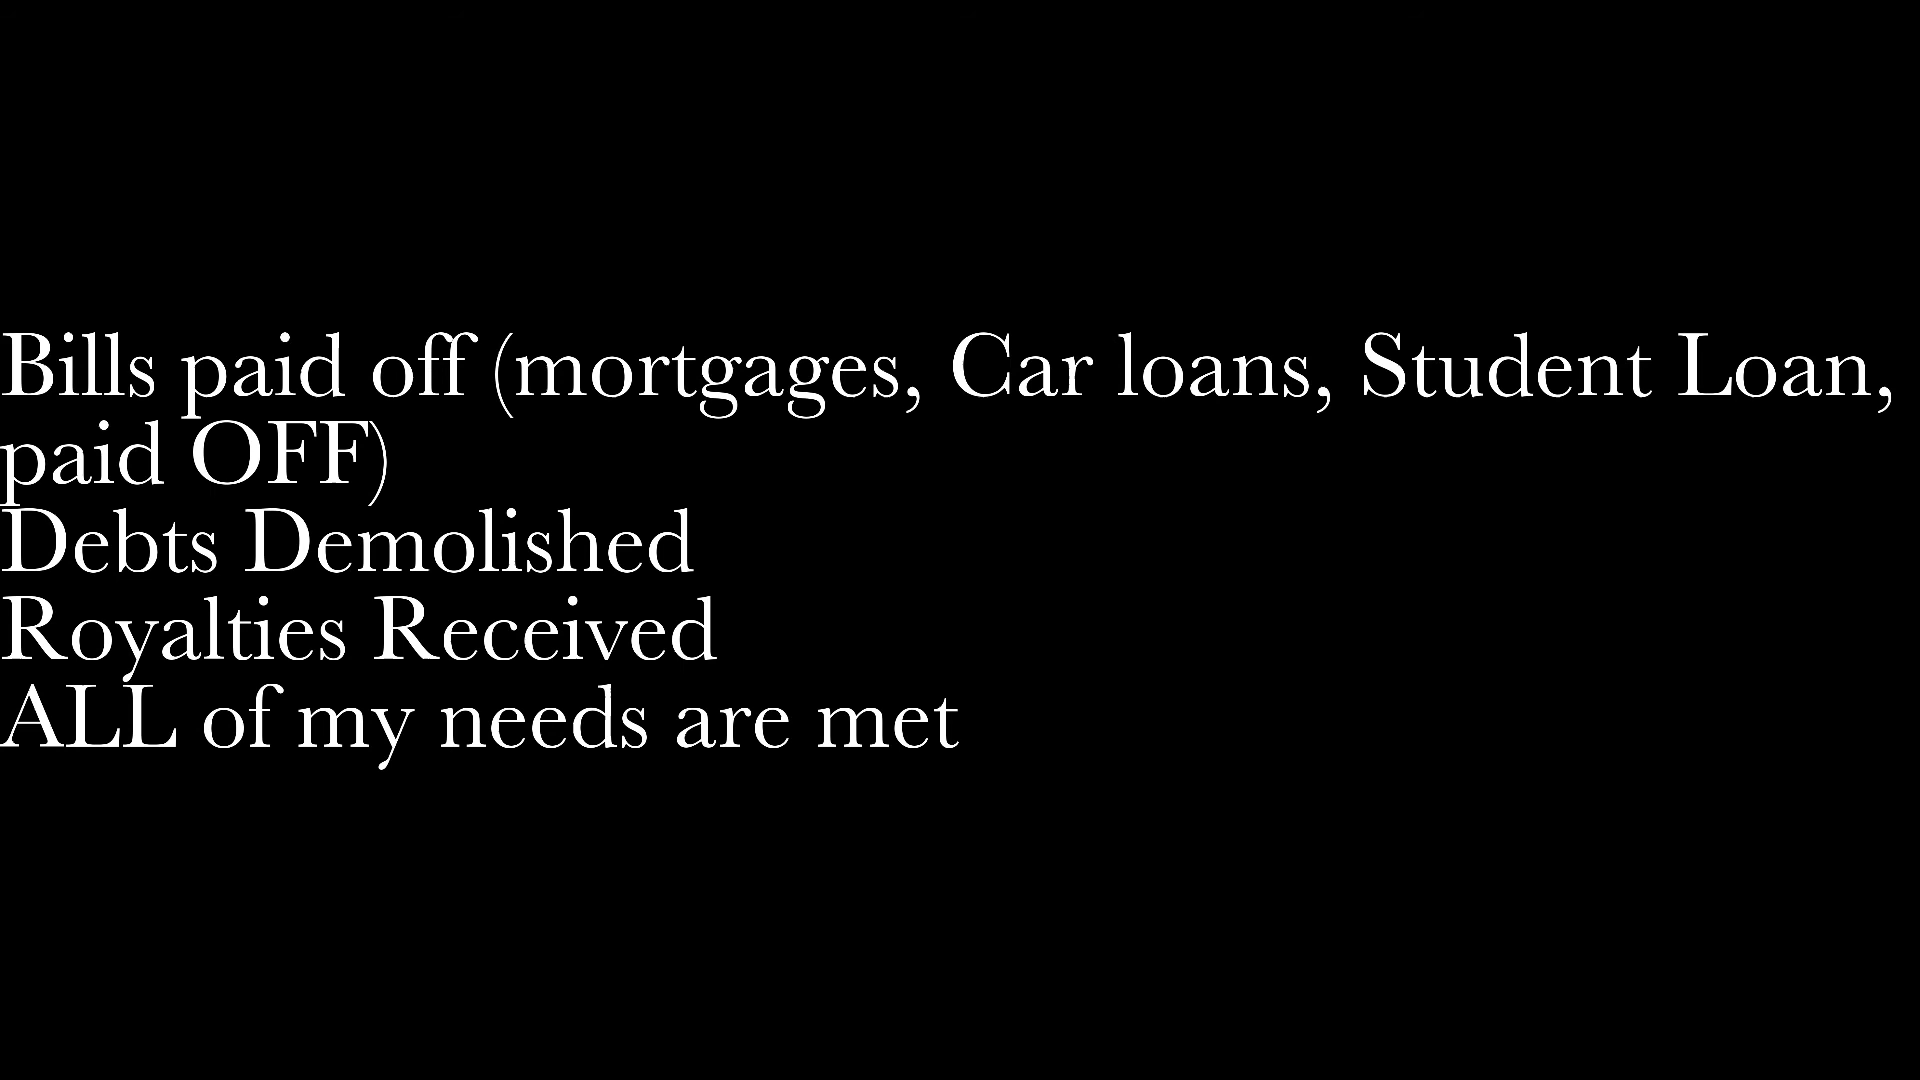 Bills paid off (mortgages, Car loans, Student Loan,
paid OFF)
Debts Demolished
Royalties Received
ALL of my needs are met